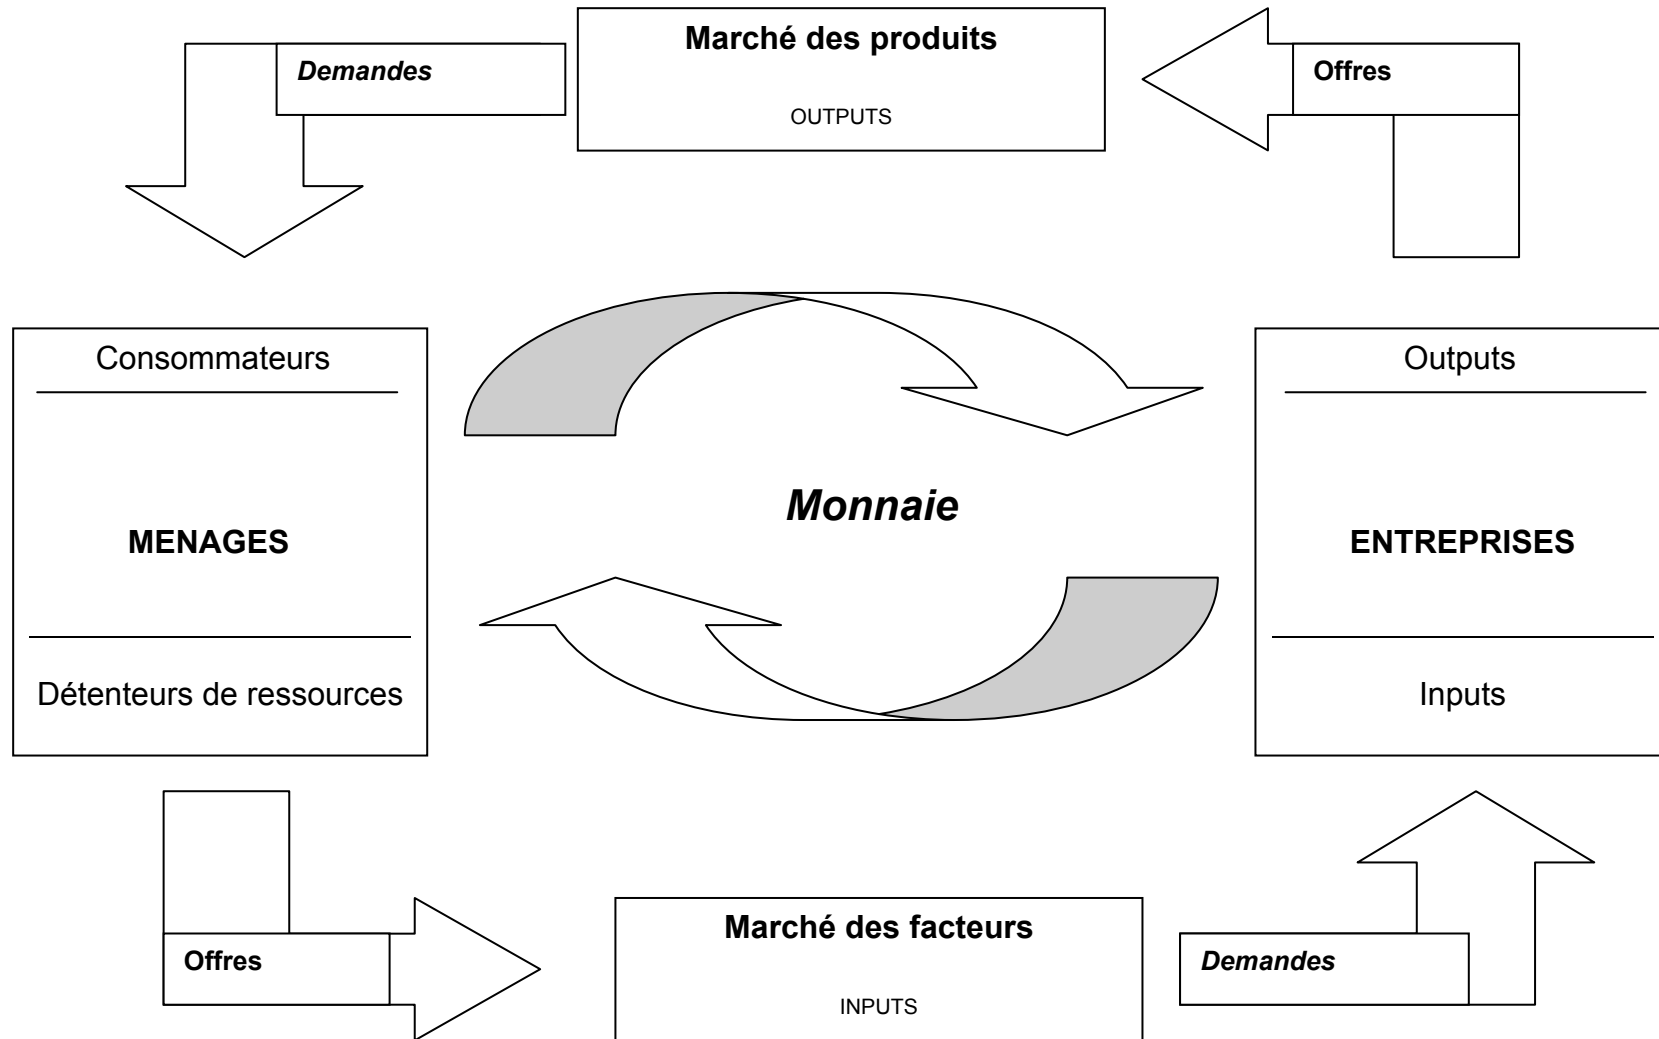 Marché des produits
Demandes
Offres
OUTPUTS
Consommateurs
Outputs
Monnaie
MENAGES
ENTREPRISES
Détenteurs de ressources
Inputs
Marché des facteurs
Offres
Demandes
INPUTS